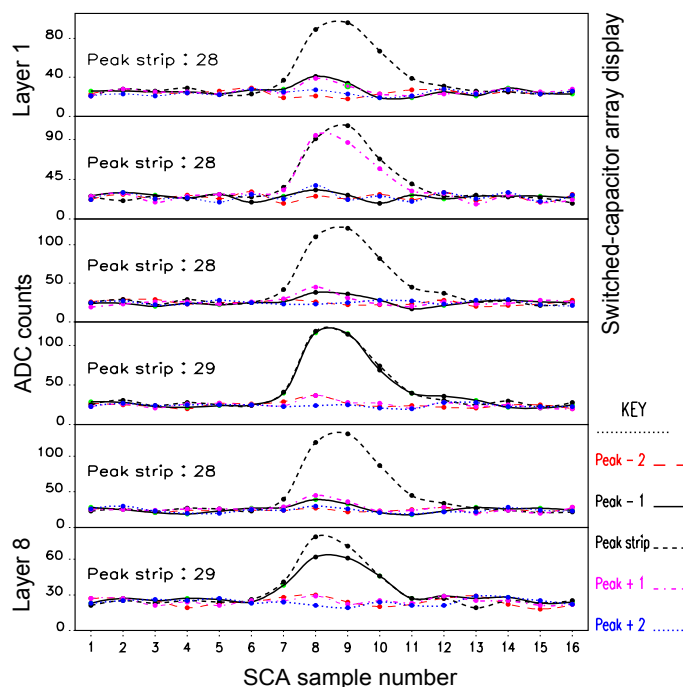 Layer 1
80
40
0
Peak strip : 28
90
45
0
Peak strip : 28
100
50
0
Peak strip : 28
ADC counts
100
50
0
Peak strip : 29
100
50
0
Peak strip : 28
Layer 8
60
30
0
Peak strip : 29
1 2 3 4 5 6 7 8 9 10 11 12 13 14 15 16
SCA sample number
Switched-capacitor array display
KEY
Peak - 2
Peak - 1
Peak strip
Peak + 1
Peak + 2